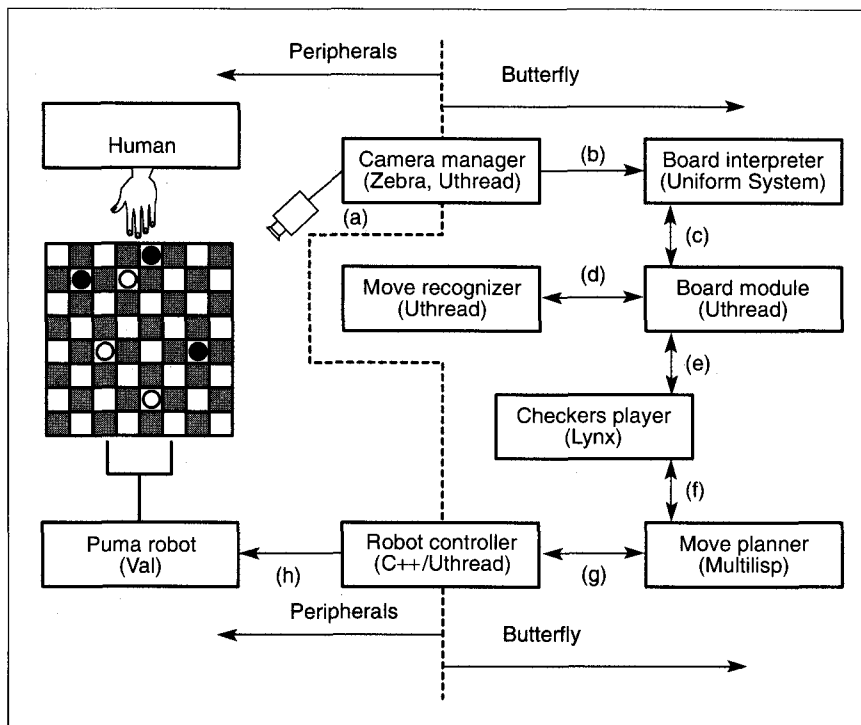 Peripherals
Butterfly
Human
Camera manager
(Zebra, Uthread)
(b)
Board interpreter
(Uniform System)
(a)
(c)
Move recognizer
(Uthread)
(d)
Board module
(Uthread)
(e)
Checkers player
(Lynx)
(f)
Puma robot
(Val)
(h)
Robot controller
(C++/Uthread)
(g)
Move planner
(Multilisp)
Peripherals
Butterfly